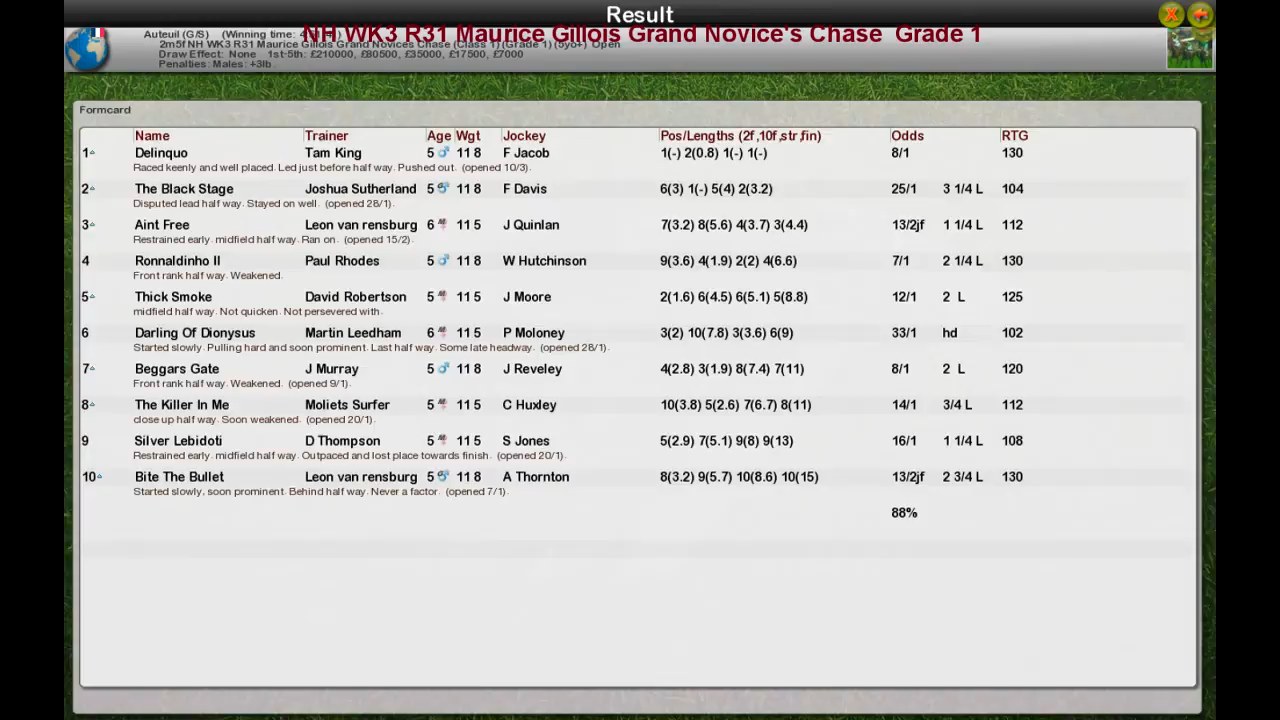 Result
NH WK3 R31 Maurice Gillois Grand Novice's Chase Grade 1
Auteuil (G/S) (Winning time:
2m5f NH WK3 R31 Maurice Gillois Grand Novices Chase (Class 1) (Grade 1) (5yo+) Open
Draw Effect: None 1st-5th: £210000, £80500, £35000, £17500, £7000
Penalties: Males: +3lb
Formcard
Name Trainer Age Wgt Jockey Pos/Lengths (2f,10f,str,fin) Odds RTG
1 Delinquo Tam King 5 11 8 F Jacob 1(-) 2(0.8) 1(-) 1(-) 8/1 130
Raced keenly and well placed. Led just before half way. Pushed out. (opened 10/3).
2 The Black Stage Joshua Sutherland 5 11 8 F Davis 6(3) 1(-) 5(4) 2(3.2) 25/1 3 1/4 L 104
Disputed lead half way. Stayed on well. (opened 28/1).
3 Aint Free Leon van rensburg 6 11 5 J Quinlan 7(3.2) 8(5.6) 4(3.7) 3(4.4) 13/2jf 1 1/4 L 112
Restrained early. midfield half way. Ran on. (opened 15/2).
4 Ronnaldinho II Paul Rhodes 5 11 8 W Hutchinson 9(3.6) 4(1.9) 2(2) 4(6.6) 7/1 2 1/4 L 130
Front rank half way. Weakened.
5 Thick Smoke David Robertson 5 11 5 J Moore 2(1.6) 6(4.5) 6(5.1) 5(8.8) 12/1 2 L 125
midfield half way. Not quicken. Not persevered with.
6 Darling Of Dionysus Martin Leedham 6 11 5 P Moloney 3(2) 10(7.8) 3(3.6) 6(9) 33/1 hd 102
Started slowly. Pulling hard and soon prominent. Last half way. Some late headway. (opened 28/1).
7 Beggars Gate J Murray 5 11 8 J Reveley 4(2.8) 3(1.9) 8(7.4) 7(11) 8/1 2 L 120
Front rank half way. Weakened. (opened 9/1).
8 The Killer In Me Moliets Surfer 5 11 5 C Huxley 10(3.8) 5(2.6) 7(6.7) 8(11) 14/1 3/4 L 112
close up half way. Soon weakened. (opened 20/1).
9 Silver Lebidoti D Thompson 5 11 5 S Jones 5(2.9) 7(5.1) 9(8) 9(13) 16/1 1 1/4 L 108
Restrained early. midfield half way. Outpaced and lost place towards finish. (opened 20/1).
10 Bite The Bullet Leon van rensburg 5 11 8 A Thornton 8(3.2) 9(5.7) 10(8.6) 10(15) 13/2jf 2 3/4 L 130
Started slowly, soon prominent. Behind half way. Never a factor. (opened 7/1).
88%